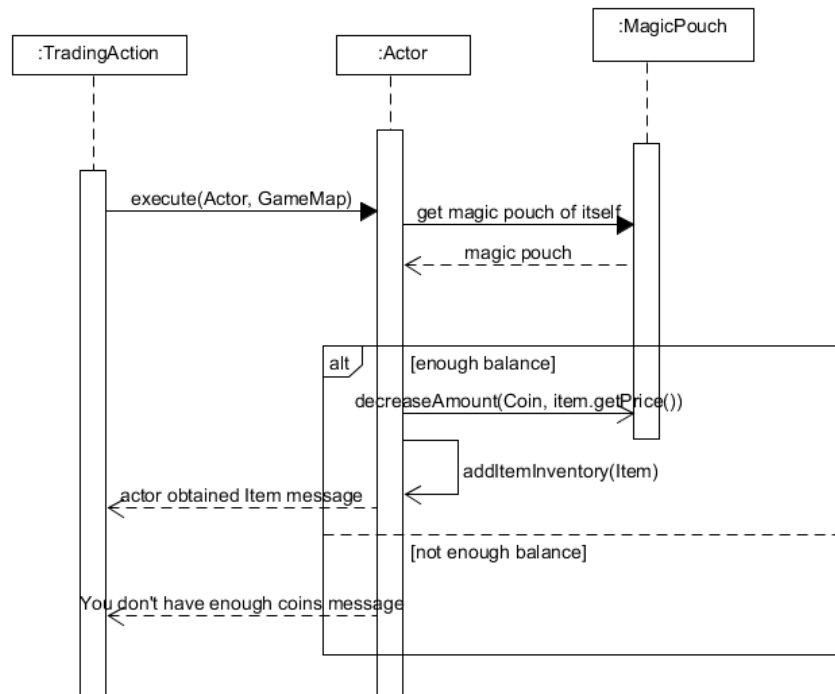 :MagicPouch
:TradingAction
:Actor
execute(Actor, GameMap)
get magic pouch of itself
magic pouch
alt
[enough balance]
decreaseAmount(Coin, item.getPrice())
addItemInventory(Item)
actor obtained Item message
[not enough balance]
You don't have enough coins message